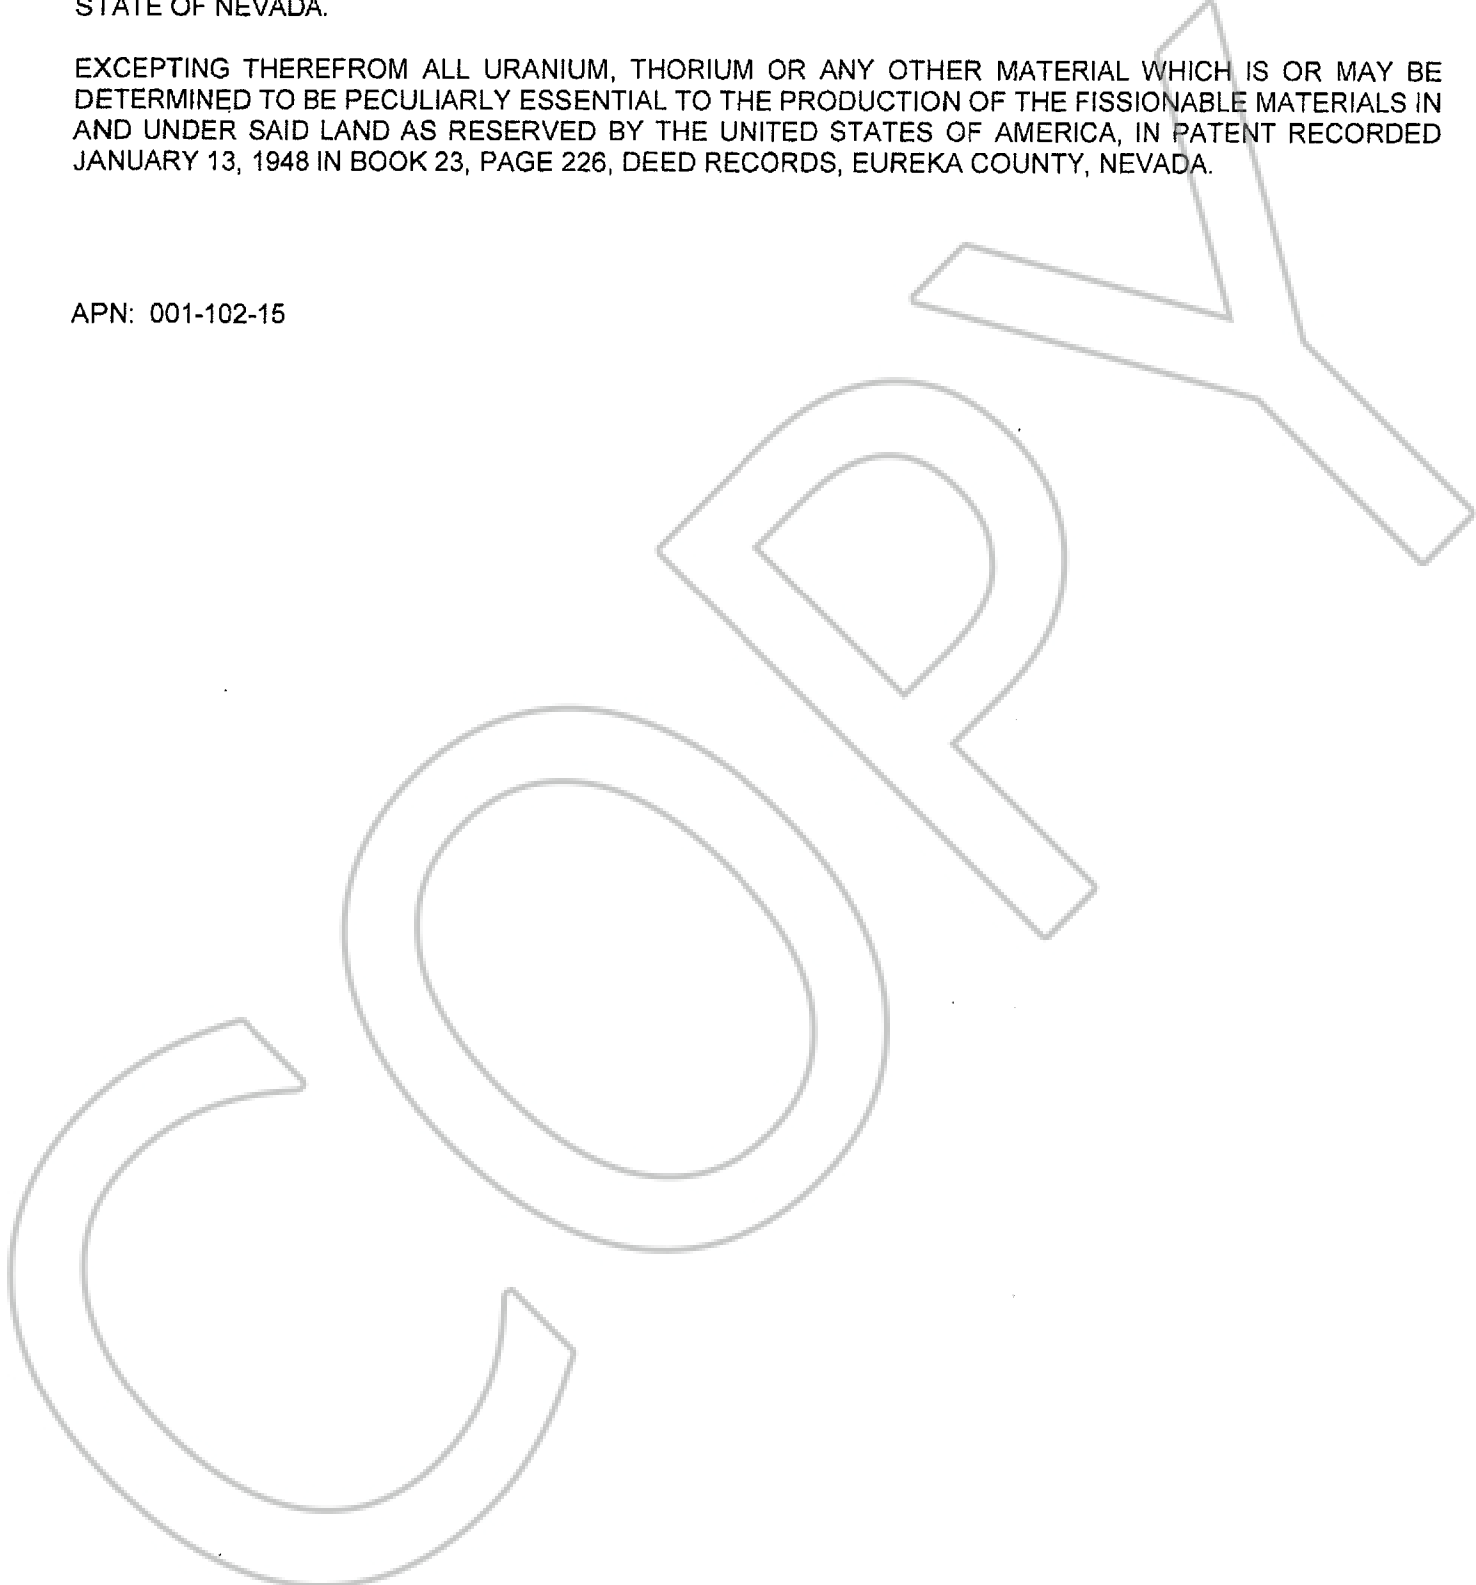 STATE OF NEVADA.
EXCEPTING THEREFROM ALL URANIUM, THORIUM OR ANY OTHER MATERIAL WHICH IS OR MAY BE
DETERMINED TO BE PECULIARLY ESSENTIAL TO THE PRODUCTION OF THE FISSIONABLE MATERIALS IN
AND UNDER SAID LAND AS RESERVED BY THE UNITED STATES OF AMERICA, IN PATENT RECORDED
JANUARY 13, 1948 IN BOOK 23, PAGE 226, DEED RECORDS, EUREKA COUNTY, NEVADA.
APN: 001-102-15
COPY